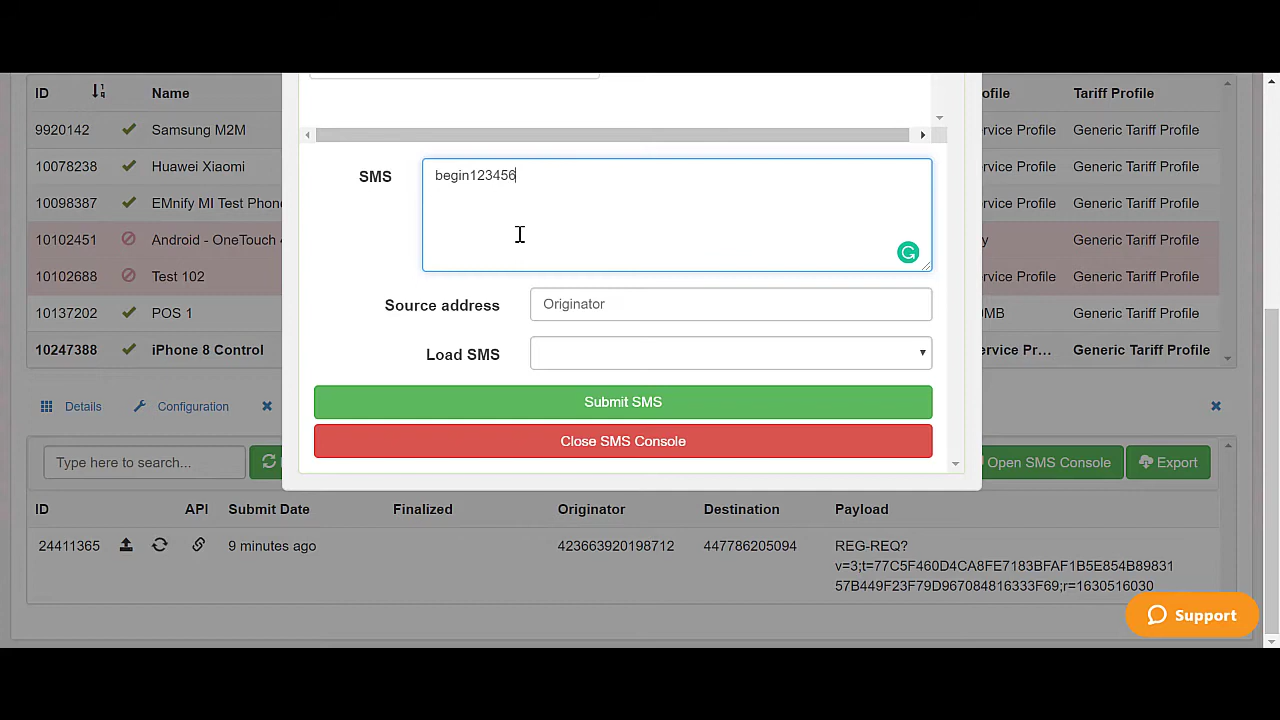 ID Name ofile Tariff Profile
9920142 Samsung M2M rvice Profile Generic Tariff Profile
10078238 Huawei Xiaomi rvice Profile Generic Tariff Profile
10098387 EMnify MI Test Phone rvice Profile Generic Tariff Profile
10102451 Android - OneTouch y Generic Tariff Profile
10102688 Test 102 rvice Profile Generic Tariff Profile
10137202 POS 1 0MB Generic Tariff Profile
10247388 iPhone 8 Control ervice Pr... Generic Tariff Profile
SMS
begin123456
Source address Originator
Load SMS
Submit SMS
Close SMS Console
Details Configuration
Type here to search... Open SMS Console Export
ID API Submit Date Finalized Originator Destination Payload
24411365 9 minutes ago 423663920198712 447786205094 REG-REQ?
v=3;t=77C5F460D4CA8FE7183BFAF1B5E854B89831
57B449F23F79D967084816333F69;r=1630516030
Support